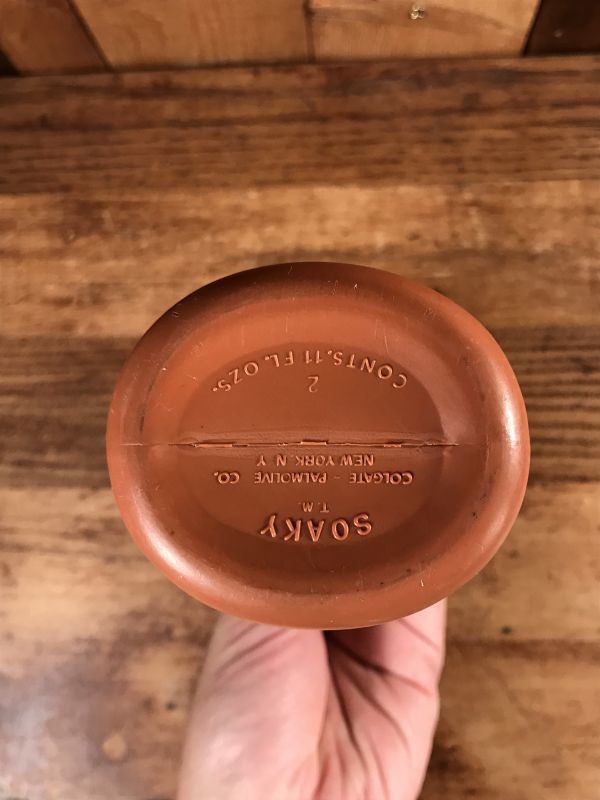 SOAKY
T.M.
COLGATE - PALMOLIVE CO.
NEW YORK N Y
2
CONTS. 11 FL. OZS.